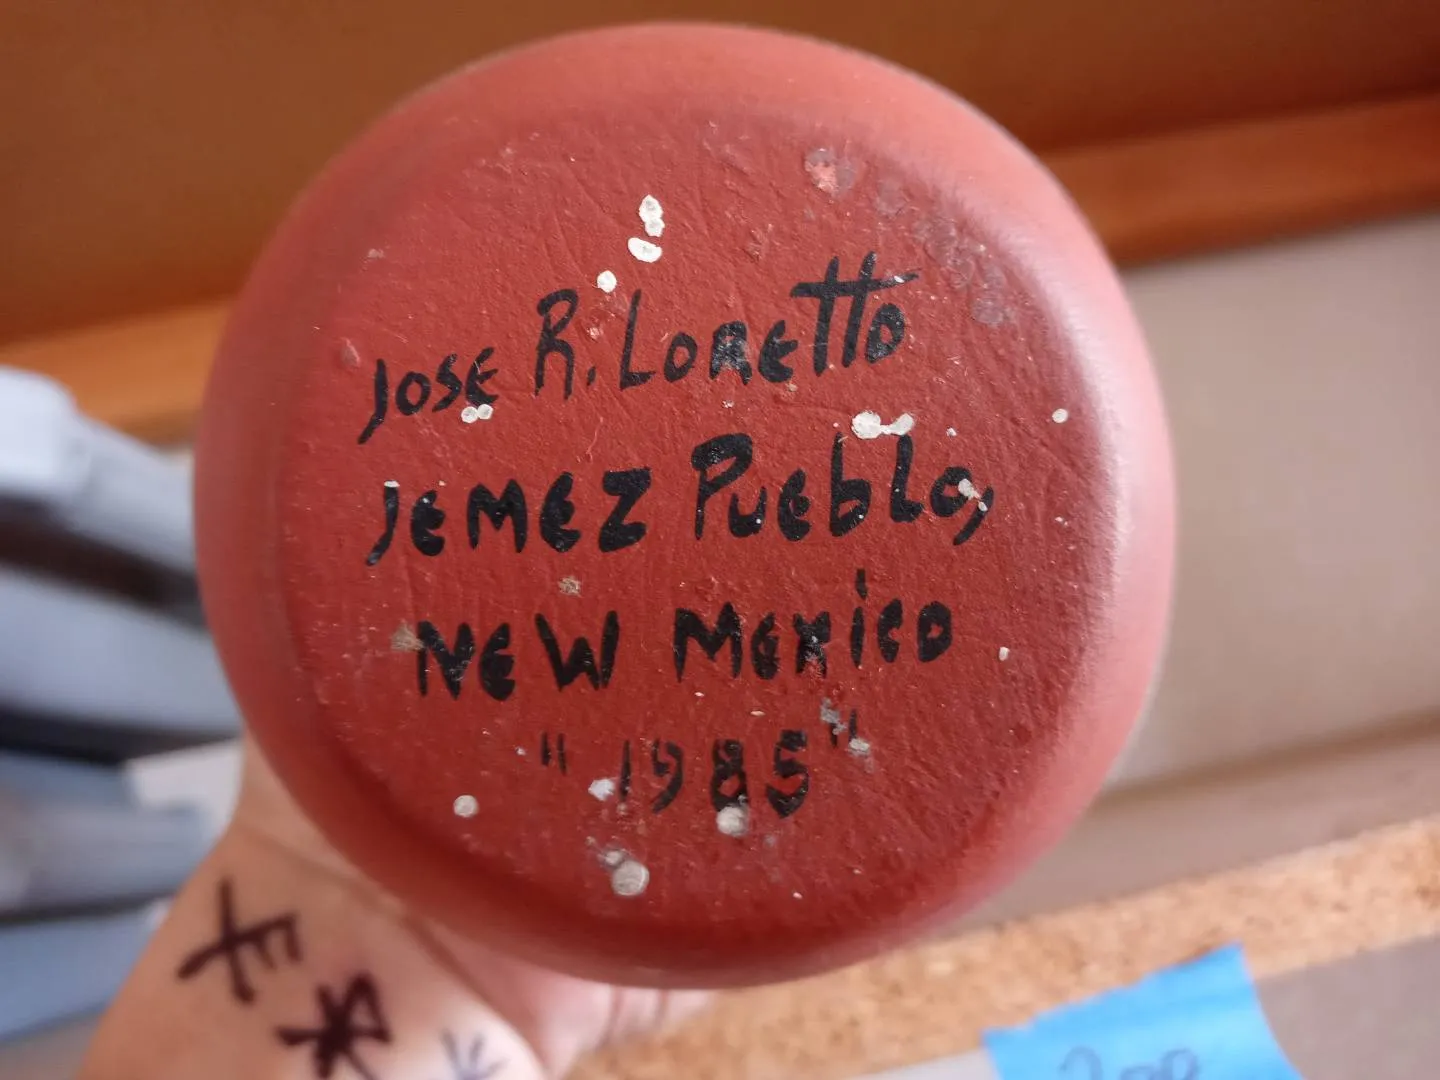 Jose R. Loretto
Jemez Pueblo,
New Mexico
"1985"